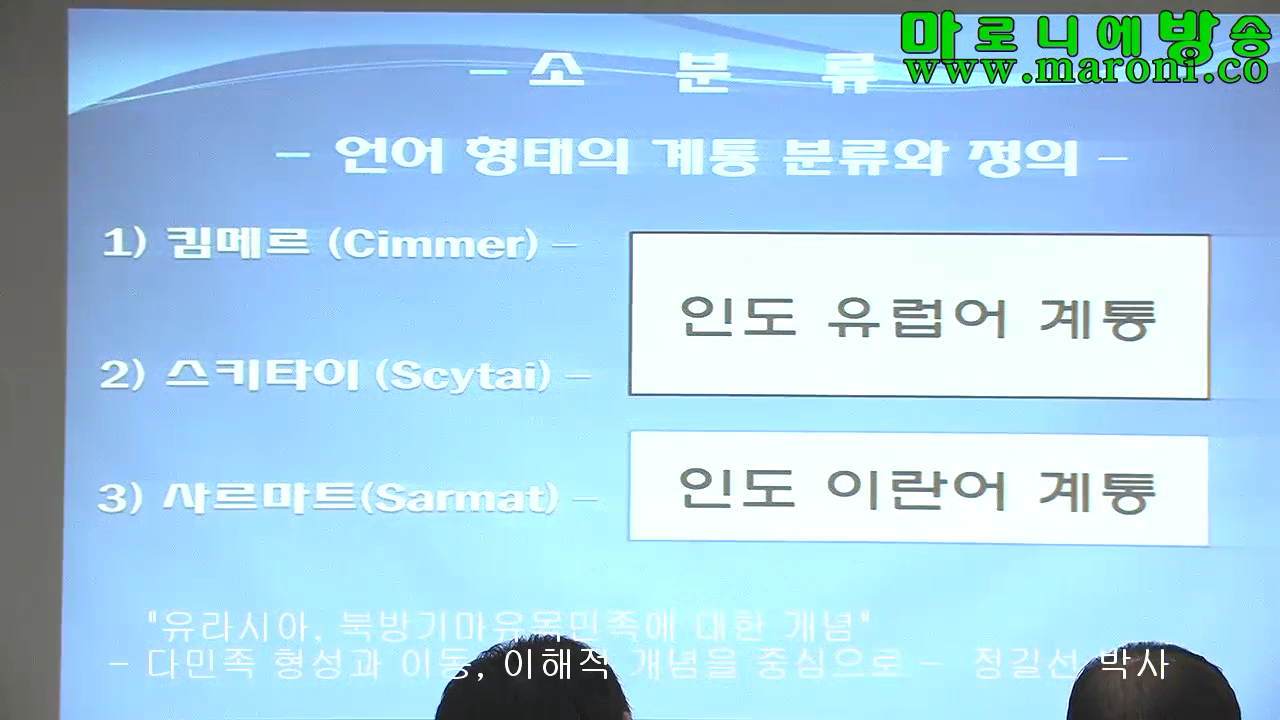 마로니에방송
www.maroni.co
- 소 분 류
- 언어 형태의 계통 분류와 정의 -
1) 킴메르 (Cimmer) -
인도 유럽어 계통
2) 스키타이 (Scytai) -
3) 사르마트(Sarmat) -
인도 이란어 계통
"유라시아, 북방기마유목민족에 대한 개념"
- 다민족 형성과 이동, 이해적 개념을 중심으로 - 정길선 박사